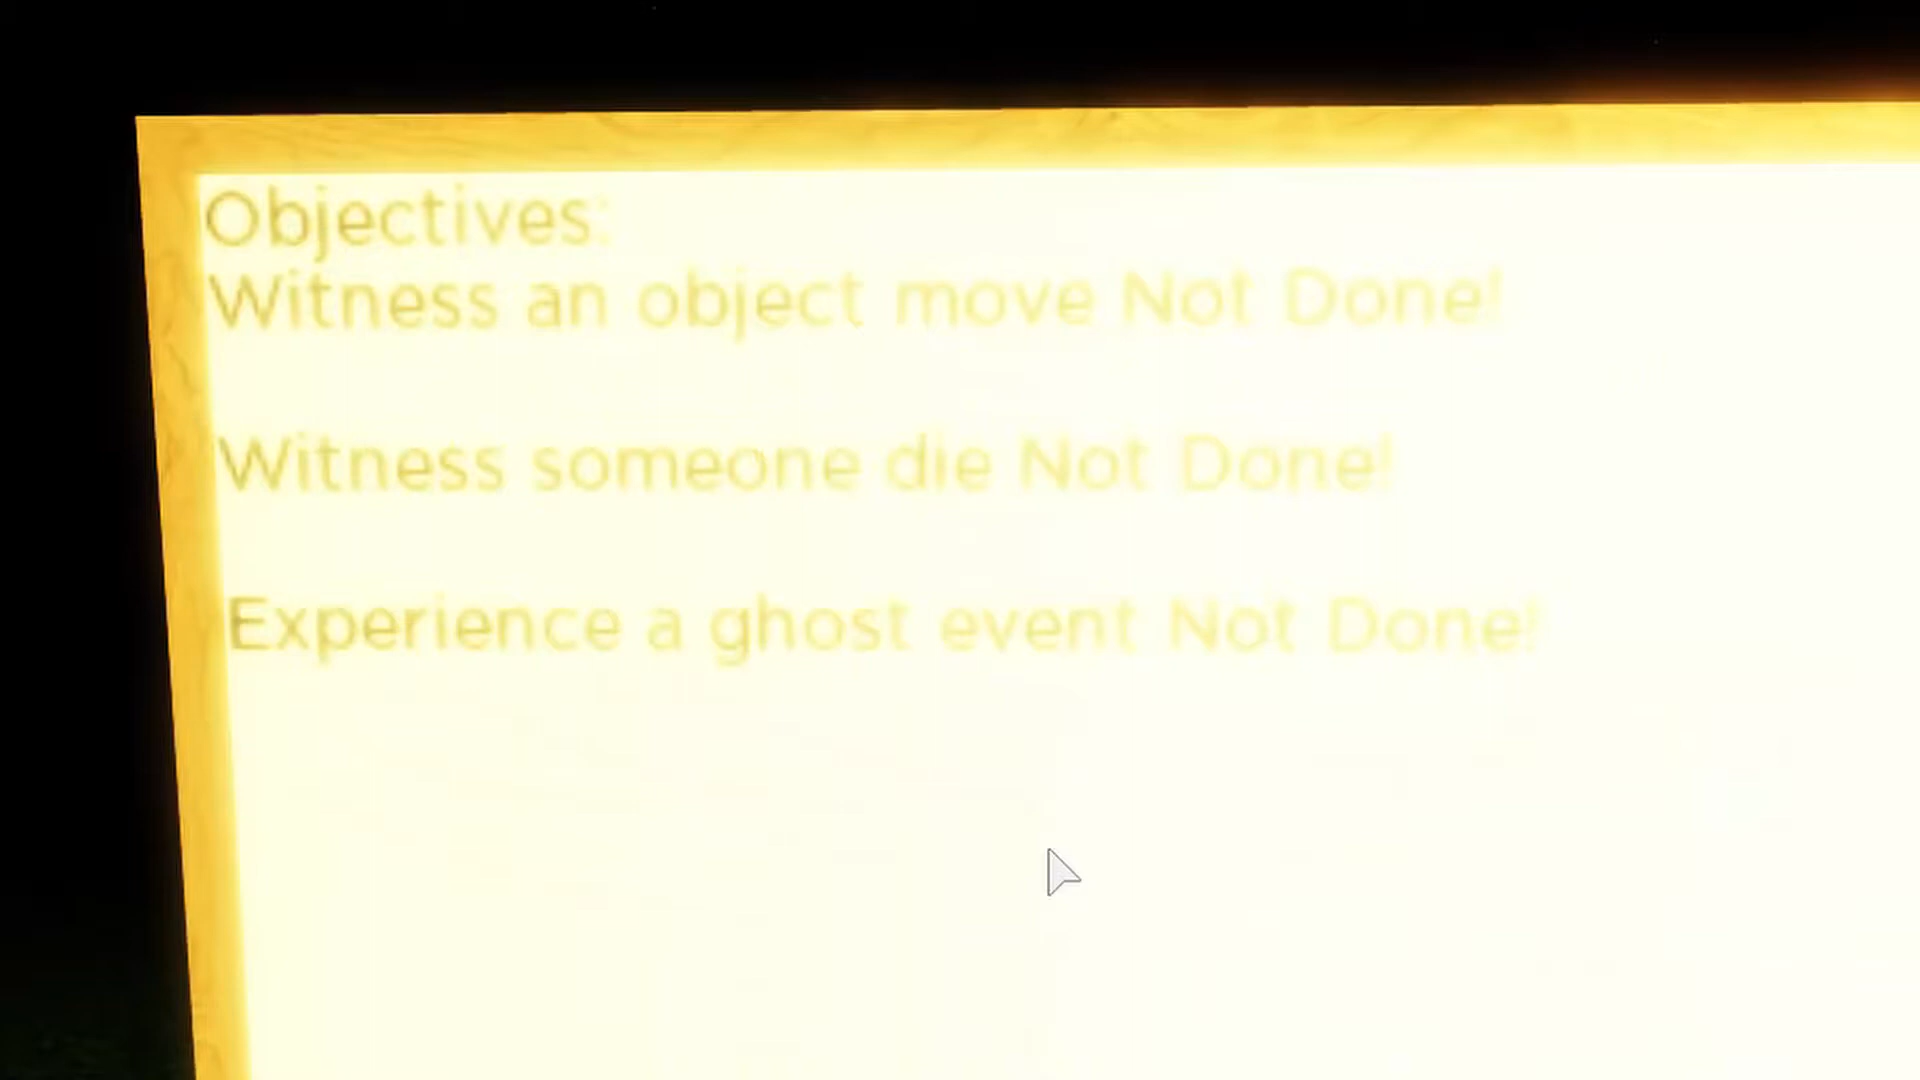 Objectives:
Witness an object move Not Done!
Witness someone die Not Done!
Experience a ghost event Not Done!